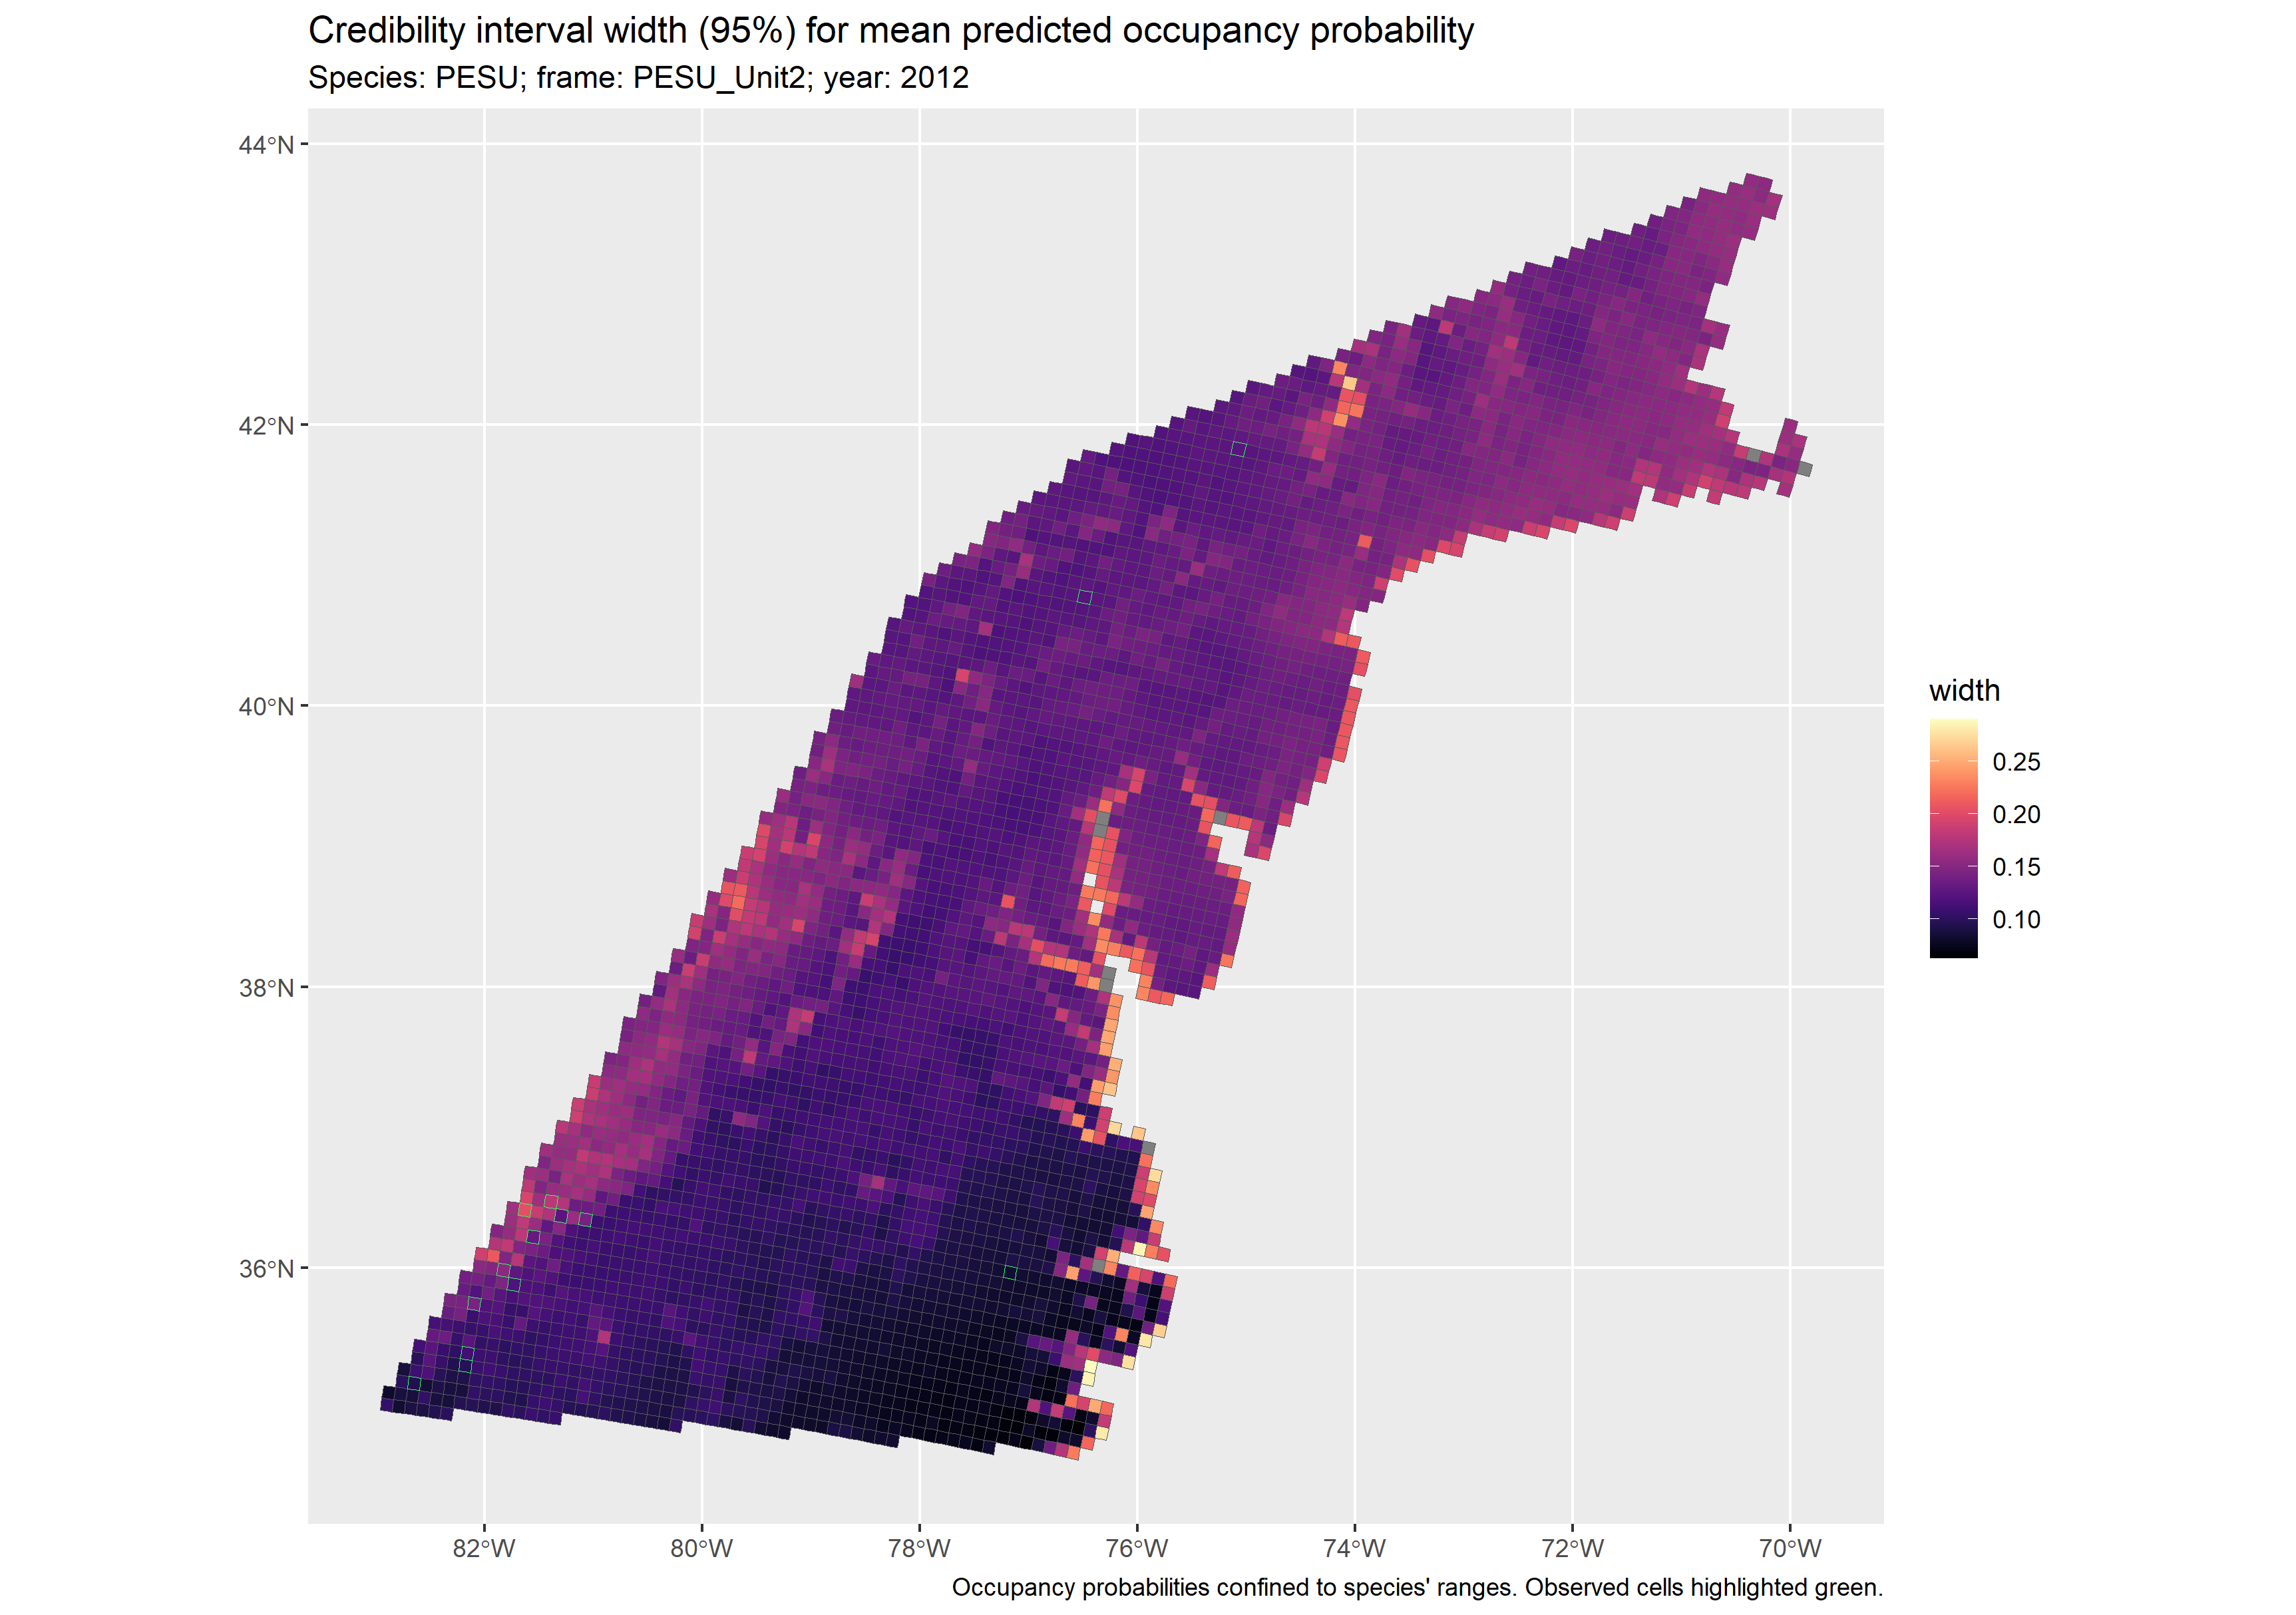 Credibility interval width (95%) for mean predicted occupancy probability
Species: PESU; frame: PESU_Unit2; year: 2012
44°N
42°N
40°N
38°N
36°N
82°W
80°W
78°W
76°W
74°W
72°W
70°W
width
0.25
0.20
0.15
0.10
Occupancy probabilities confined to species' ranges. Observed cells highlighted green.